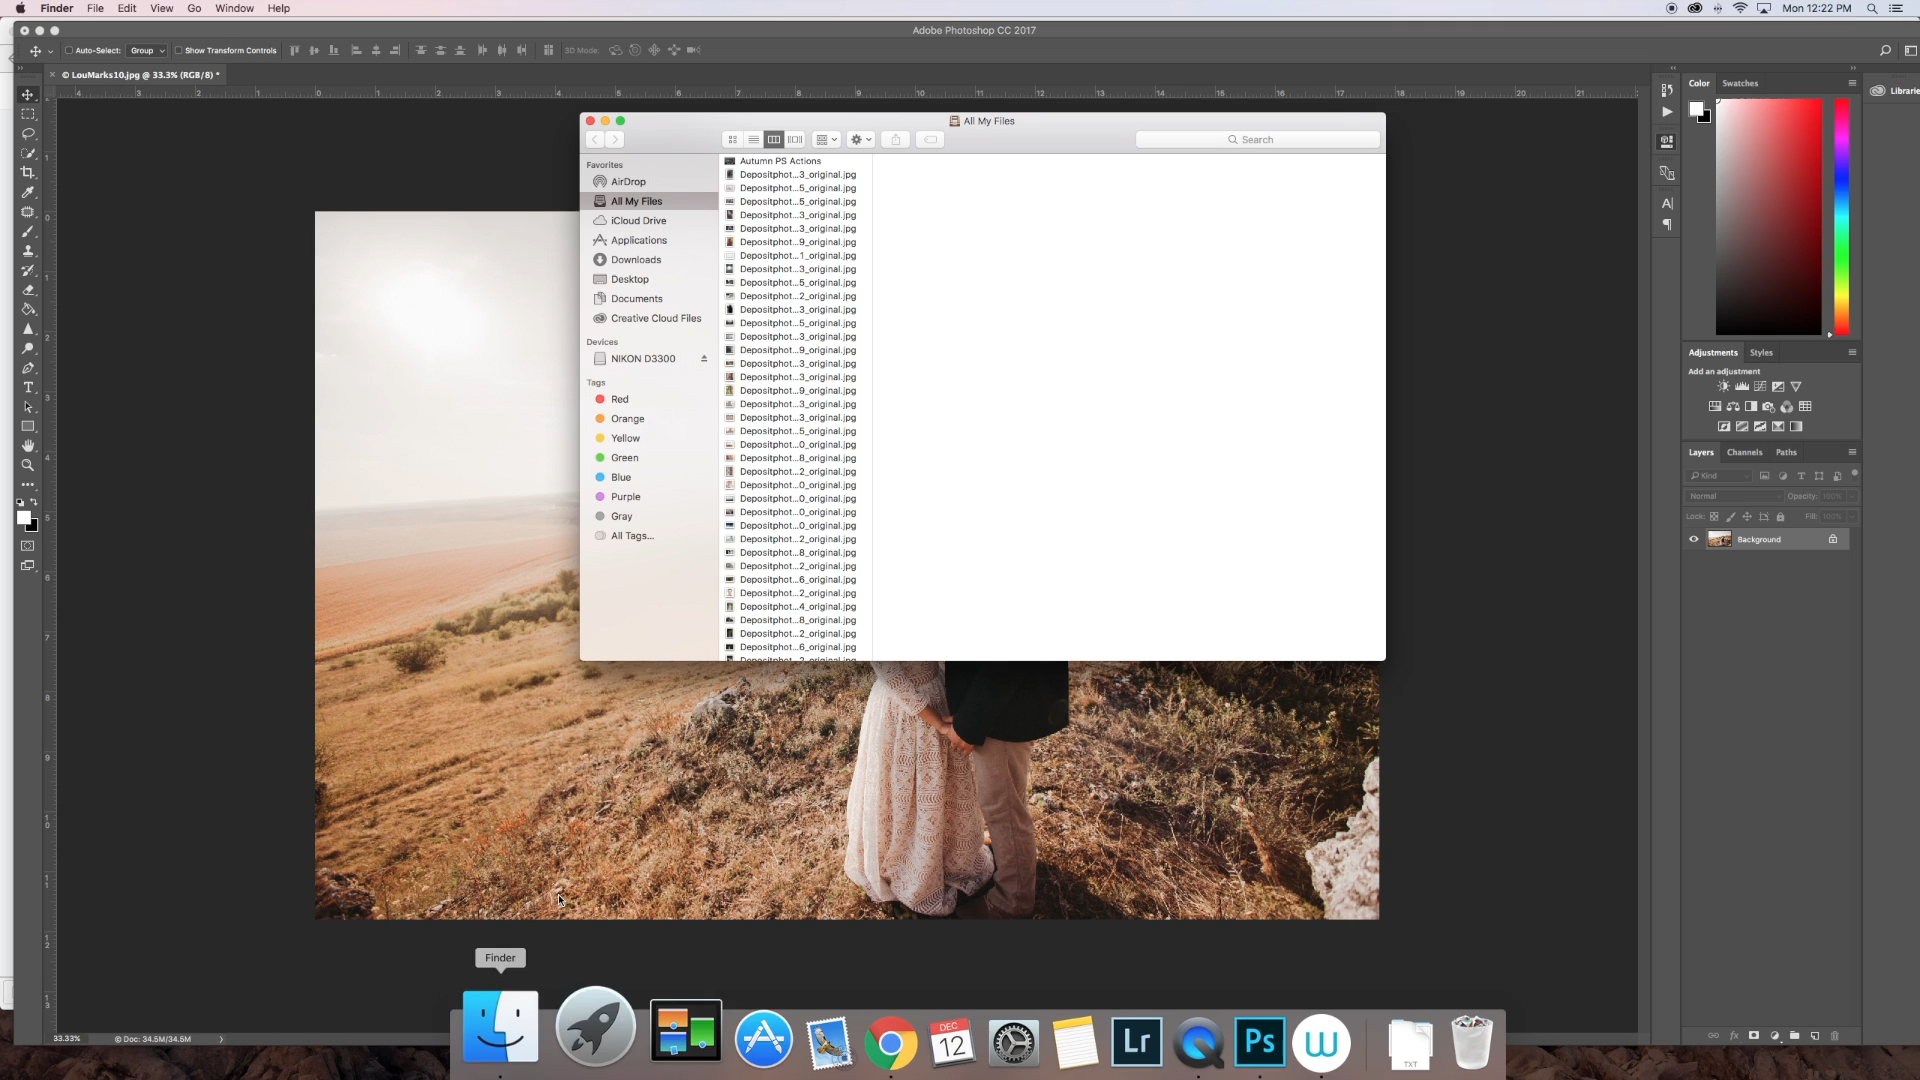 Finder File Edit View Go Window Help
Mon 12:22 PM
Adobe Photoshop CC 2017
Auto-Select: Group Show Transform Controls 3D Mode:
© LouMarks10.jpg @ 33.3% (RGB/8) *
All My Files
Search
Favorites
AirDrop
All My Files
iCloud Drive
Applications
Downloads
Desktop
Documents
Creative Cloud Files
Devices
NIKON D3300
Tags
Red
Orange
Yellow
Green
Blue
Purple
Gray
All Tags...
Autumn PS Actions
Depositphot...3_original.jpg
Depositphot...5_original.jpg
Depositphot...5_original.jpg
Depositphot...3_original.jpg
Depositphot...3_original.jpg
Depositphot...9_original.jpg
Depositphot...1_original.jpg
Depositphot...3_original.jpg
Depositphot...5_original.jpg
Depositphot...2_original.jpg
Depositphot...3_original.jpg
Depositphot...5_original.jpg
Depositphot...3_original.jpg
Depositphot...9_original.jpg
Depositphot...3_original.jpg
Depositphot...3_original.jpg
Depositphot...9_original.jpg
Depositphot...3_original.jpg
Depositphot...3_original.jpg
Depositphot...5_original.jpg
Depositphot...0_original.jpg
Depositphot...8_original.jpg
Depositphot...2_original.jpg
Depositphot...0_original.jpg
Depositphot...0_original.jpg
Depositphot...0_original.jpg
Depositphot...0_original.jpg
Depositphot...2_original.jpg
Depositphot...8_original.jpg
Depositphot...2_original.jpg
Depositphot...6_original.jpg
Depositphot...2_original.jpg
Depositphot...4_original.jpg
Depositphot...8_original.jpg
Depositphot...2_original.jpg
Depositphot...6_original.jpg
Color Swatches
Librarie
Adjustments Styles
Add an adjustment
Layers Channels Paths
Kind
Normal Opacity: 100%
Lock: Fill: 100%
Background
33.33% Doc: 34.5M/34.5M
Finder
DEC
12
Lr
Ps
TXT